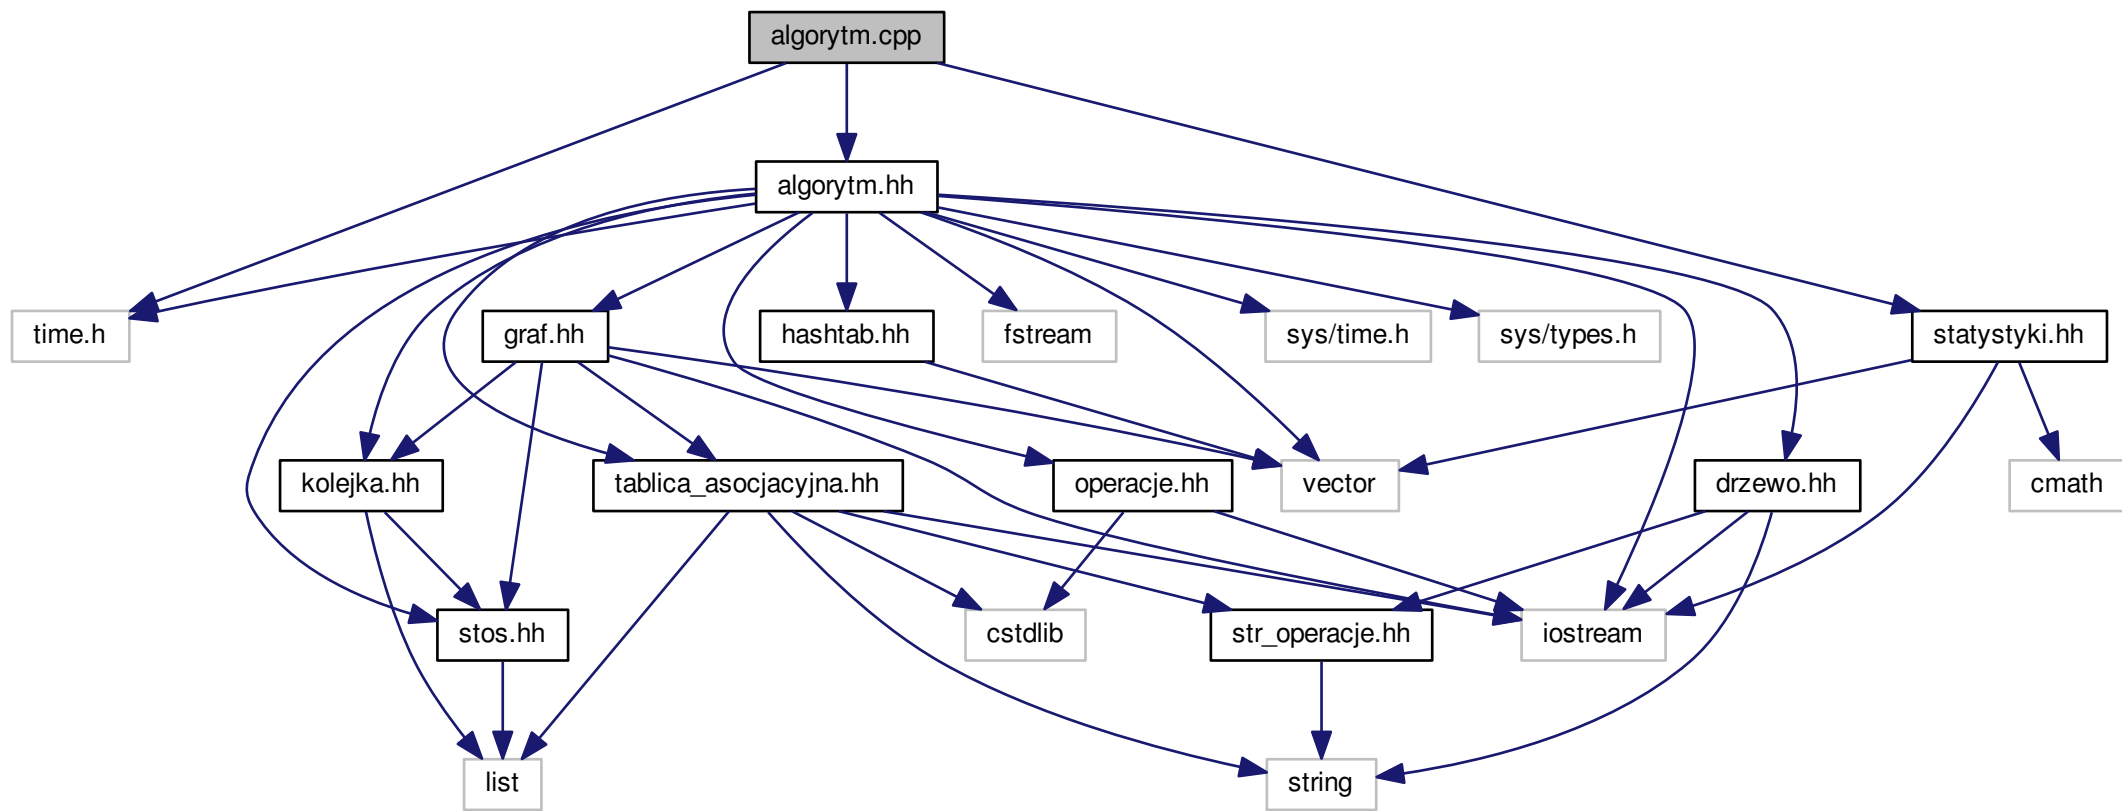 algorytm.cpp
algorytm.hh
time.h
graf.hh
hashtab.hh
fstream
sys/time.h
sys/types.h
statystyki.hh
kolejka.hh
tablica_asocjacyjna.hh
operacje.hh
vector
drzewo.hh
cmath
stos.hh
cstdlib
str_operacje.hh
iostream
list
string